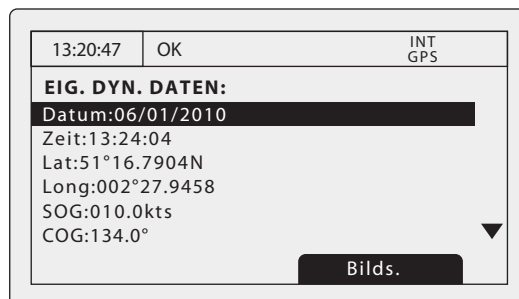 13:20:47 OK INT
GPS
EIG. DYN. DATEN:
Datum:06/01/2010
Zeit:13:24:04
Lat:51°16.7904N
Long:002°27.9458
SOG:010.0kts
COG:134.0°
Bilds.